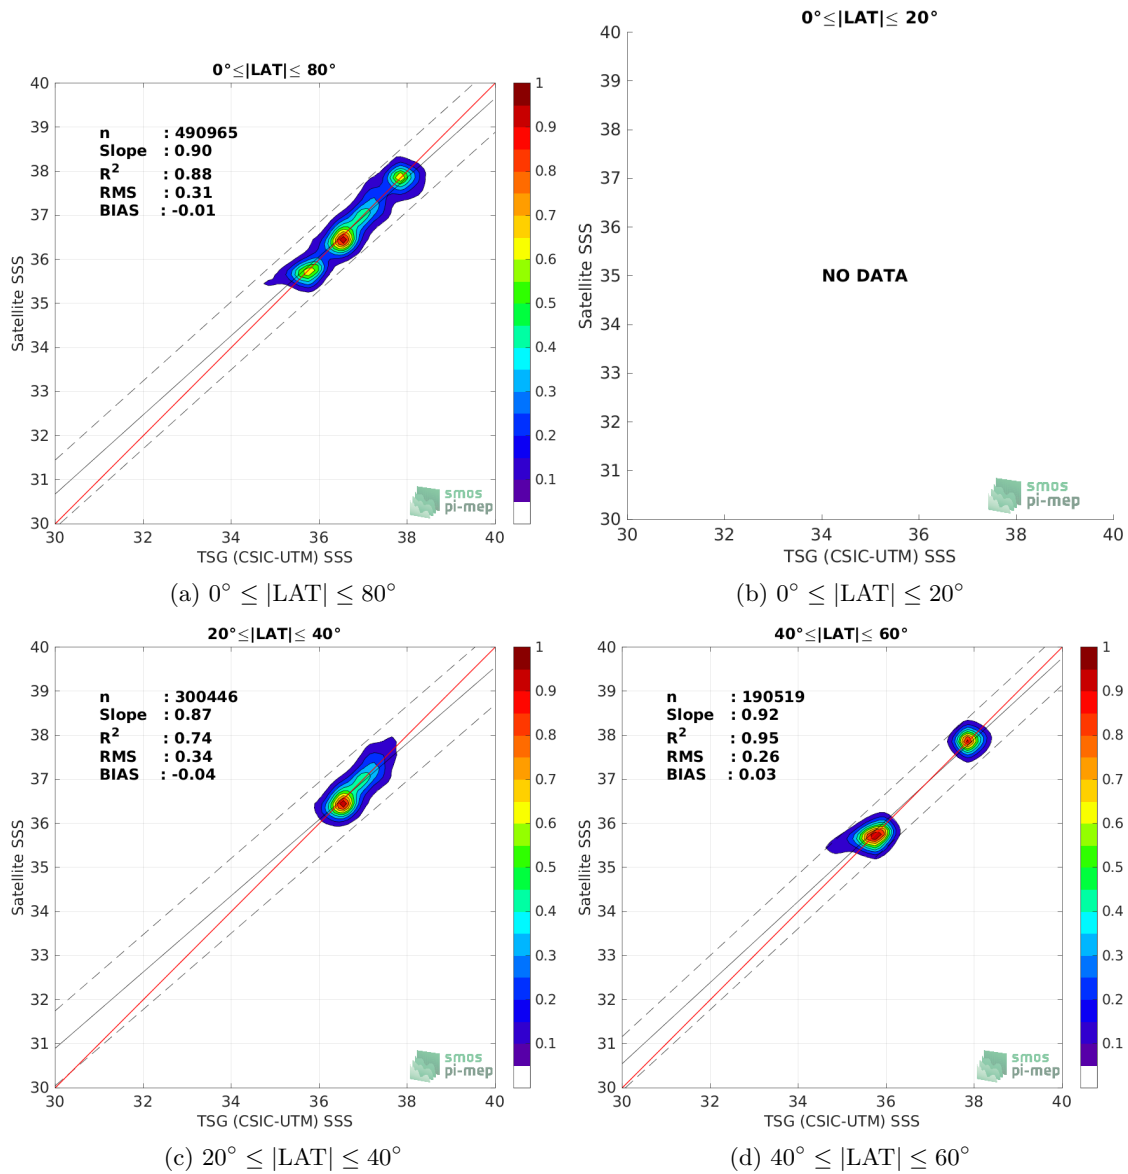 0°≤|LAT|≤ 80°
40
39
38
37
36
35
34
33
32
31
30
Satellite SSS
n : 490965
Slope : 0.90
R² : 0.88
RMS : 0.31
BIAS : -0.01
smos
pi-mep
30 32 34 36 38 40
TSG (CSIC-UTM) SSS
1
0.9
0.8
0.7
0.6
0.5
0.4
0.3
0.2
0.1
(a) 0° ≤ |LAT| ≤ 80°
0°≤|LAT|≤ 20°
40
39
38
37
36
35
34
33
32
31
30
Satellite SSS
NO DATA
smos
pi-mep
30 32 34 36 38 40
TSG (CSIC-UTM) SSS
(b) 0° ≤ |LAT| ≤ 20°
20°≤|LAT|≤ 40°
40
39
38
37
36
35
34
33
32
31
30
Satellite SSS
n : 300446
Slope : 0.87
R² : 0.74
RMS : 0.34
BIAS : -0.04
smos
pi-mep
30 32 34 36 38 40
TSG (CSIC-UTM) SSS
1
0.9
0.8
0.7
0.6
0.5
0.4
0.3
0.2
0.1
(c) 20° ≤ |LAT| ≤ 40°
40°≤|LAT|≤ 60°
40
39
38
37
36
35
34
33
32
31
30
Satellite SSS
n : 190519
Slope : 0.92
R² : 0.95
RMS : 0.26
BIAS : 0.03
smos
pi-mep
30 32 34 36 38 40
TSG (CSIC-UTM) SSS
1
0.9
0.8
0.7
0.6
0.5
0.4
0.3
0.2
0.1
(d) 40° ≤ |LAT| ≤ 60°